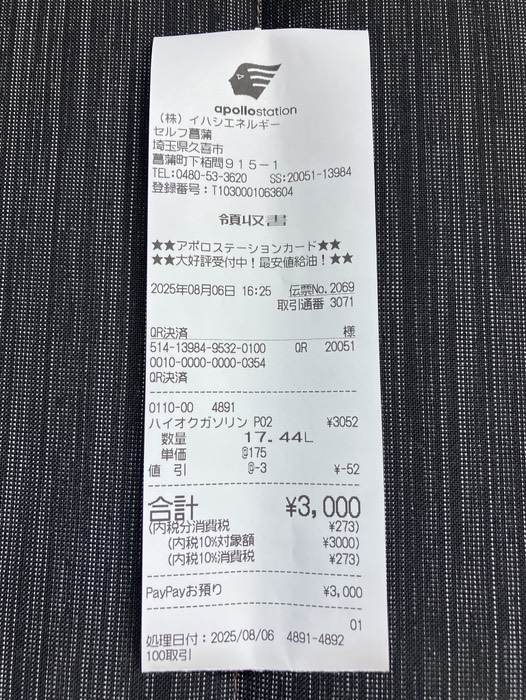 apollostation
(株)イハシエネルギー
セルフ菖蒲
埼玉県久喜市
菖蒲町下栢間915-1
TEL:0480-53-3620 SS:20051-13984
登録番号:T1030001063604
領収書
★★アポロステーションカード★★
★★大好評受付中!最安値給油!★★
2025年08月06日 16:25 伝票No.2069
取引通番 3071
QR決済 様
514-13984-9532-0100 QR 20051
0010-0000-0000-0354
QR決済
0110-00 4891
ハイオクガソリン P02 ¥3052
数量 17.44L
単価 @175
値引 @-3 ¥-52
合計 ¥3,000
(内税分消費税 ¥273)
(内税10%対象額 ¥3000)
(内税10%消費税 ¥273)
PayPayお預り ¥3,000
01
処理日付:2025/08/06 4891-4892
100取引